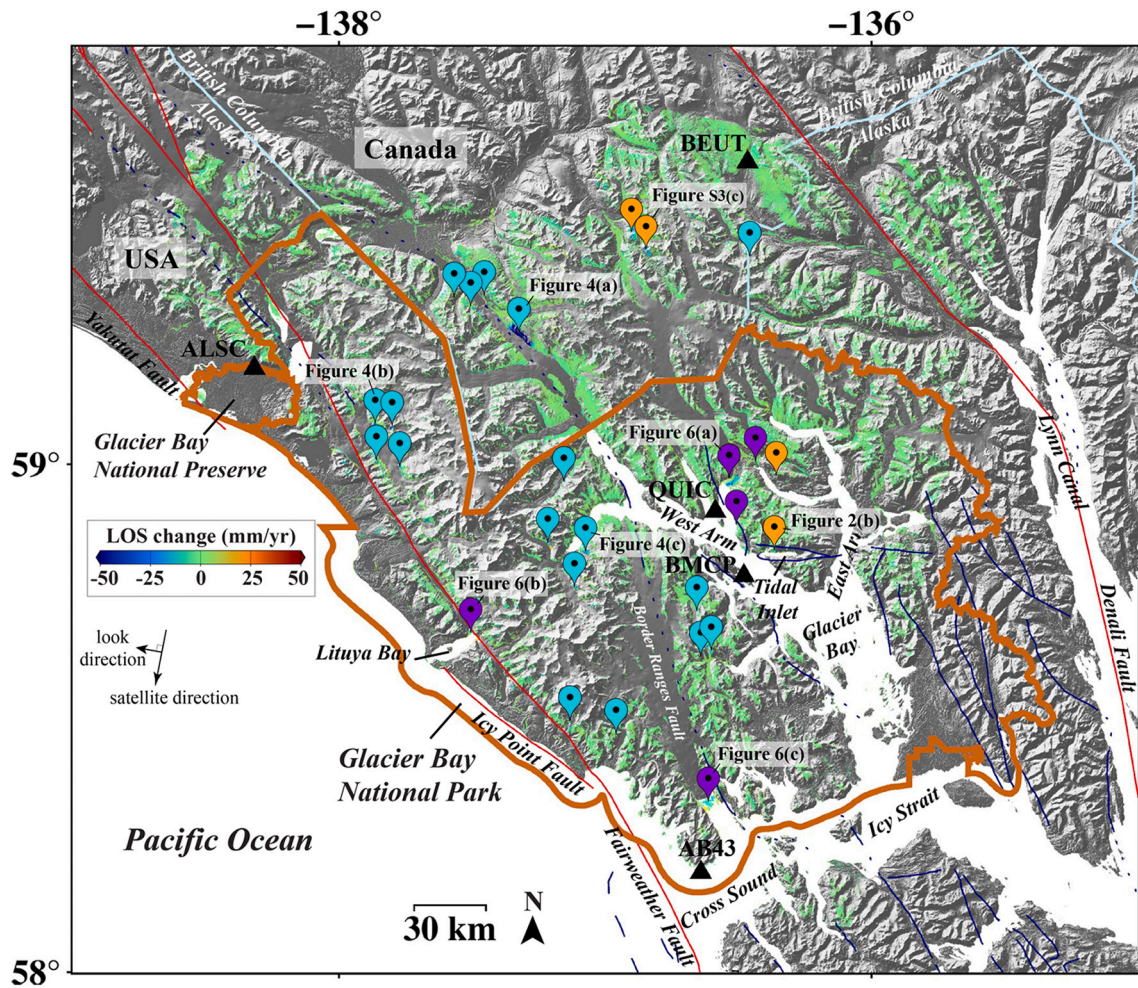 −138°
−136°
British Columbia
Alaska
British Columbia
Alaska
Canada
BEUT
Figure S3(c)
USA
Figure 4(a)
Yakutat Fault
ALSC
Figure 4(b)
Glacier Bay
National Preserve
Figure 6(a)
59°
Lynn Canal
QUIC
West Arm
Figure 2(b)
East Arm
LOS change (mm/yr)
−50 −25 0 25 50
Figure 4(c)
BMCP
Tidal
Inlet
Figure 6(b)
Denali Fault
Glacier
Bay
look
direction
satellite direction
Lituya Bay
Border Ranges Fault
Icy Point Fault
Glacier Bay
National Park
Figure 6(c)
Icy Strait
Pacific Ocean
AB43
Cross Sound
Fairweather Fault
30 km
N
58°